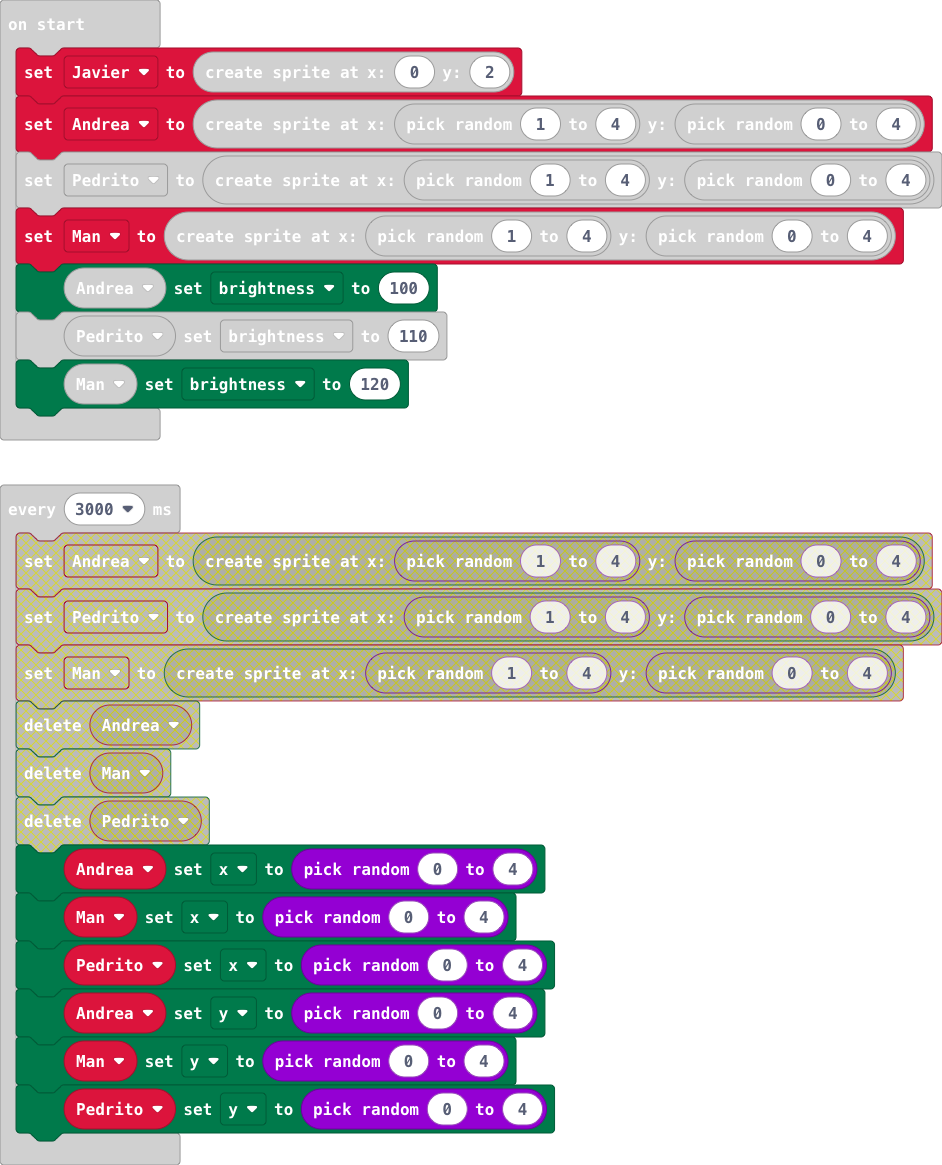 on start
set Javier to create sprite at x: 0 y: 2
set Andrea to create sprite at x: pick random 1 to 4 y: pick random 0 to 4
set Pedrito to create sprite at x: pick random 1 to 4 y: pick random 0 to 4
set Man to create sprite at x: pick random 1 to 4 y: pick random 0 to 4
Andrea set brightness to 100
Pedrito set brightness to 110
Man set brightness to 120
every 3000 ms
set Andrea to create sprite at x: pick random 1 to 4 y: pick random 0 to 4
set Pedrito to create sprite at x: pick random 1 to 4 y: pick random 0 to 4
set Man to create sprite at x: pick random 1 to 4 y: pick random 0 to 4
delete Andrea
delete Man
delete Pedrito
Andrea set x to pick random 0 to 4
Man set x to pick random 0 to 4
Pedrito set x to pick random 0 to 4
Andrea set y to pick random 0 to 4
Man set y to pick random 0 to 4
Pedrito set y to pick random 0 to 4